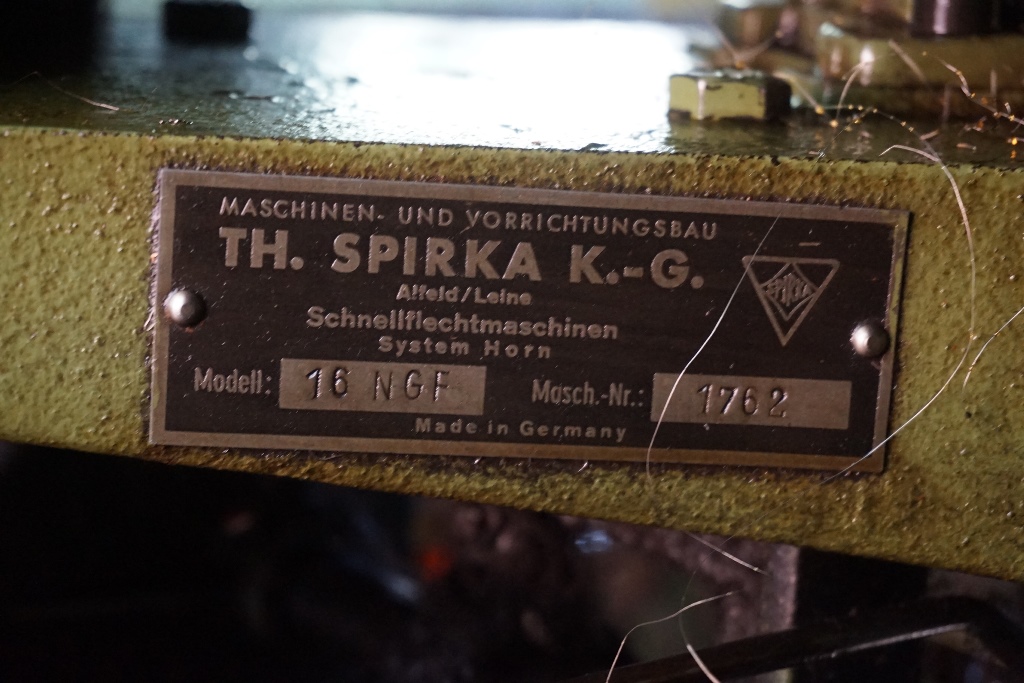 MASCHINEN- UND VORRICHTUNGSBAU
TH. SPIRKA K.-G.
SPIRKA
Alfeld/Leine
Schnellflechtmaschinen
System Horn
Modell: 16 NGF Masch.-Nr.: 1762
Made in Germany